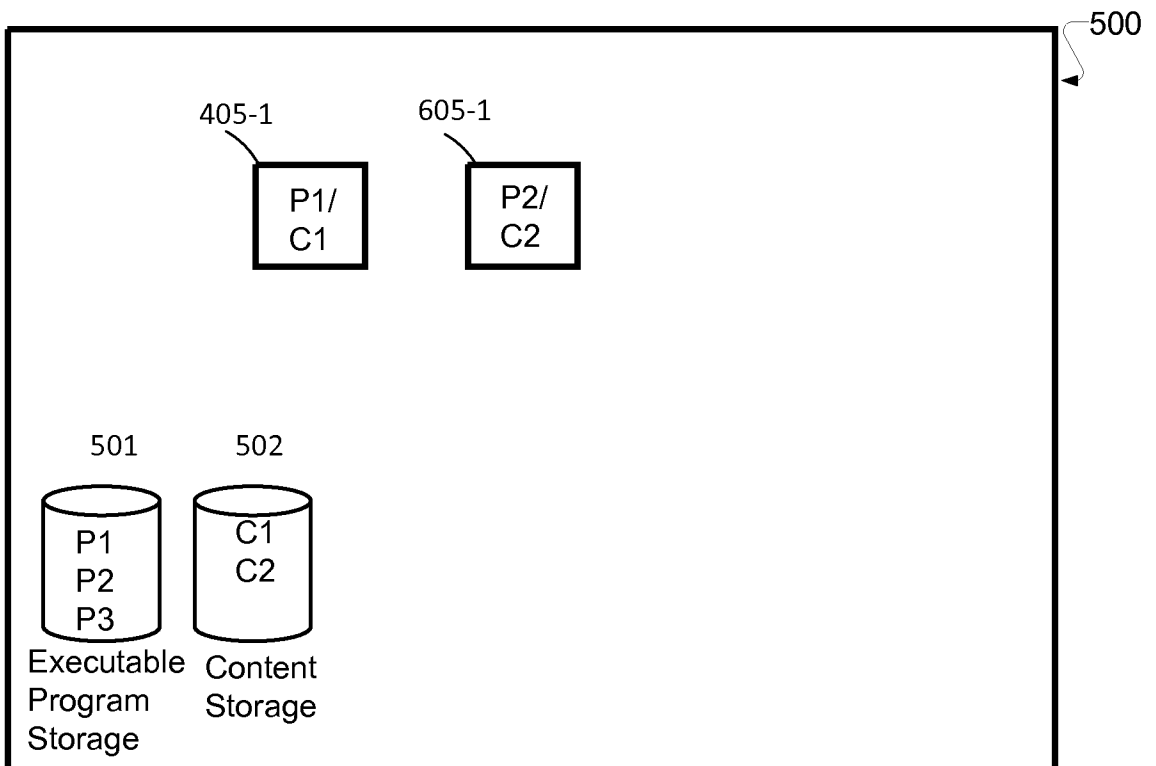 500
405-1
605-1
P1/
C1
P2/
C2
501
502
P1
P2
P3
C1
C2
Executable
Program
Storage
Content
Storage